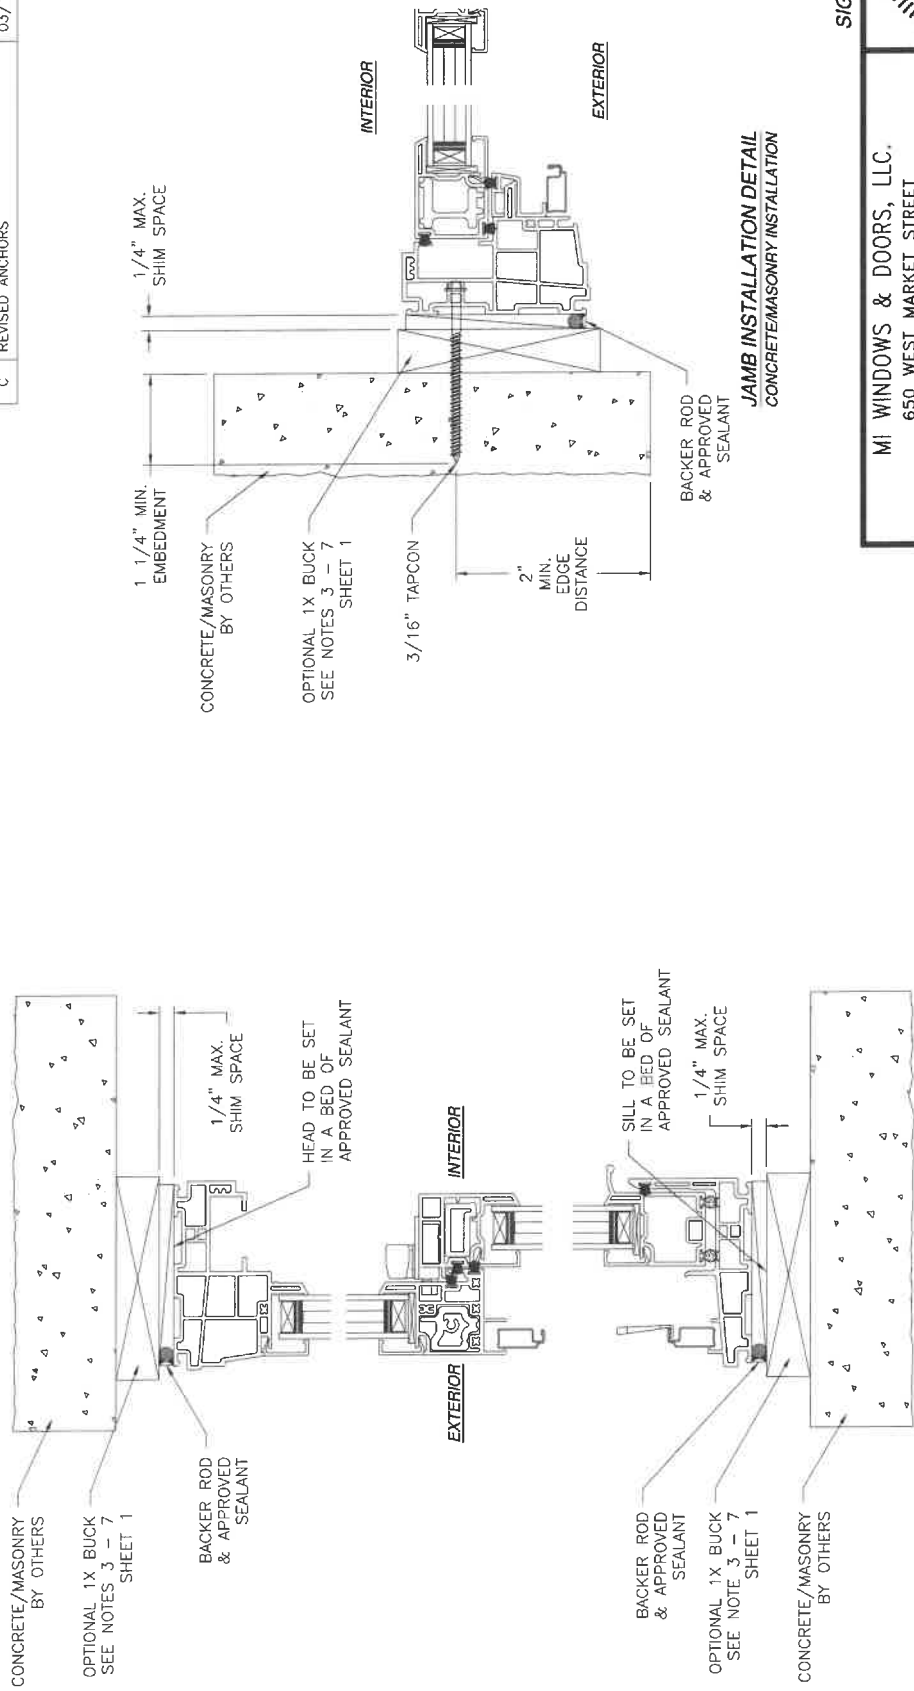 C REVISED ANCHORS 03/
1/4" MAX.
SHIM SPACE
1 1/4" MIN.
EMBEDMENT
CONCRETE/MASONRY
BY OTHERS
OPTIONAL 1X BUCK
SEE NOTES 3 - 7
SHEET 1
3/16" TAPCON
2"
MIN.
EDGE
DISTANCE
INTERIOR
EXTERIOR
BACKER ROD
& APPROVED
SEALANT
JAMB INSTALLATION DETAIL
CONCRETE/MASONRY INSTALLATION
SIG
MI WINDOWS & DOORS, LLC.
650 WEST MARKET STREET
CONCRETE/MASONRY
BY OTHERS
OPTIONAL 1X BUCK
SEE NOTES 3 - 7
SHEET 1
BACKER ROD
& APPROVED
SEALANT
1/4" MAX.
SHIM SPACE
HEAD TO BE SET
IN A BED OF
APPROVED SEALANT
EXTERIOR
INTERIOR
SILL TO BE SET
IN A BED OF
APPROVED SEALANT
1/4" MAX.
SHIM SPACE
BACKER ROD
& APPROVED
SEALANT
OPTIONAL 1X BUCK
SEE NOTE 3 - 7
SHEET 1
CONCRETE/MASONRY
BY OTHERS